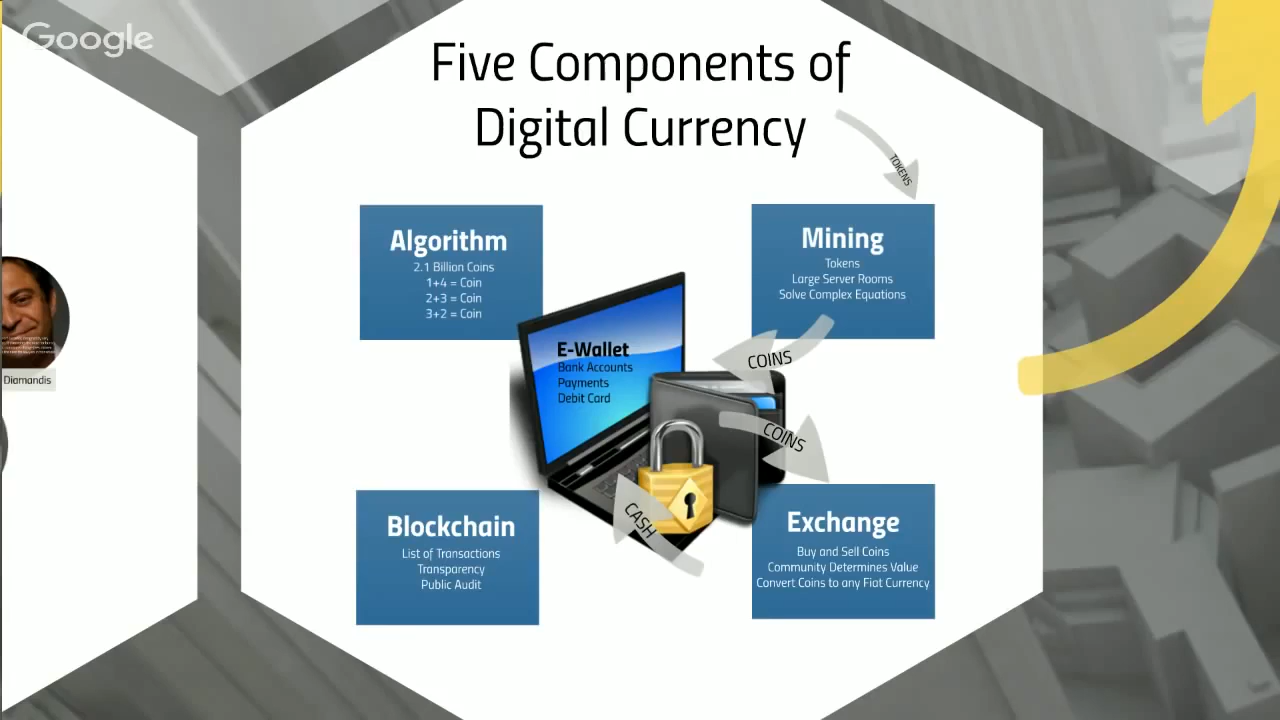 Google
Five Components of
Digital Currency
TOKENS
Algorithm
2.1 Billion Coins
1+4 = Coin
2+3 = Coin
3+2 = Coin
Mining
Tokens
Large Server Rooms
Solve Complex Equations
E-Wallet
Bank Accounts
Payments
Debit Card
COINS
COINS
CASH
Diamandis
Blockchain
List of Transactions
Transparency
Public Audit
Exchange
Buy and Sell Coins
Community Determines Value
Convert Coins to any Fiat Currency